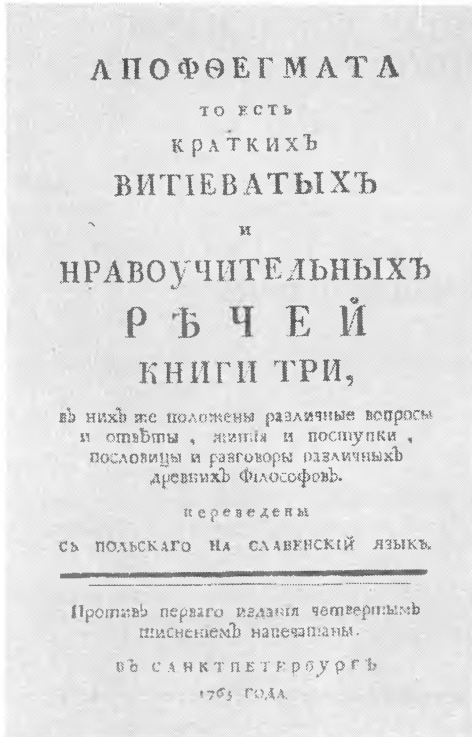 АПОФѲЕГМАТА
ТО ЕСТЬ
КРАТКИХЪ
ВИТІЕВАТЫХЪ
И
НРАВОУЧИТЕЛЬНЫХЪ
РѢЧЕЙ
КНИГИ ТРИ,
въ нихъ же положены различные вопросы
и отвѣты , житія и поступки ,
пословицы и разговоры различныхъ
древнихъ Філософовъ.
переведены
СЪ ПОЛЬСКАГО НА СЛАВЕНСКІЙ ЯЗЫКЪ.
Противъ перваго изданія четвертымъ
тисненіемъ напечатаны.
ВЪ САНКТПЕТЕРбургѢ
1765 ГОДА